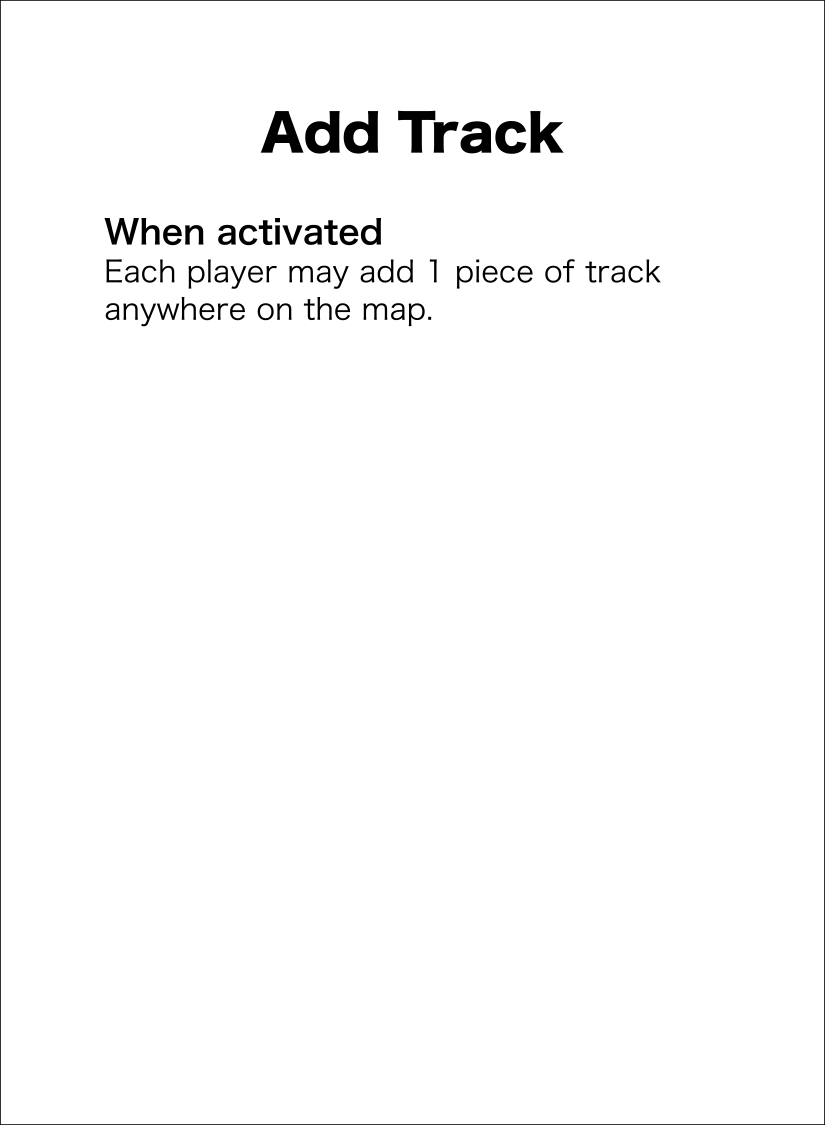 Add Track
When activated
Each player may add 1 piece of track
anywhere on the map.